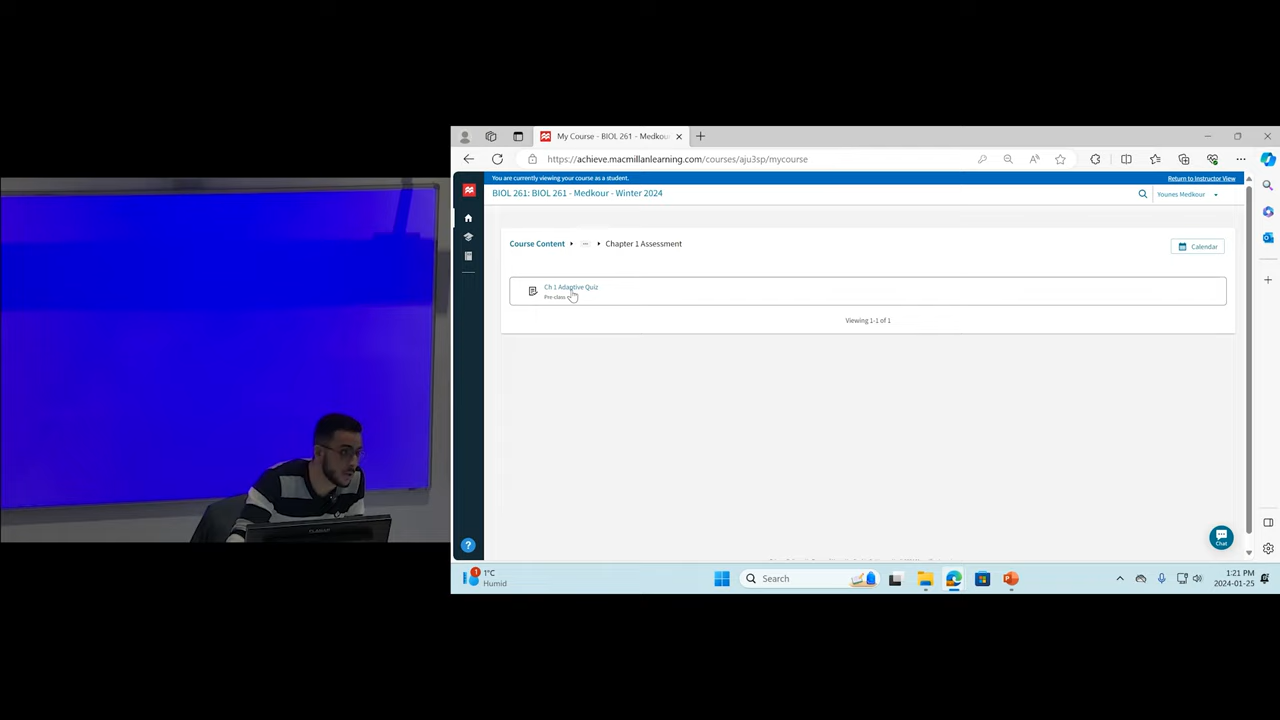 My Course - BIOL 261 - Medkou
https://achieve.macmillanlearning.com/courses/aju3sp/mycourse
You are currently viewing your course as a student.
Return to Instructor View
BIOL 261: BIOL 261 - Medkour - Winter 2024
Younes Medkour
Course Content
Chapter 1 Assessment
Calendar
Ch 1 Adaptive Quiz
Pre-class
Viewing 1-1 of 1
Chat
?
1
1°C
Humid
Search
1:21 PM
2024-01-25